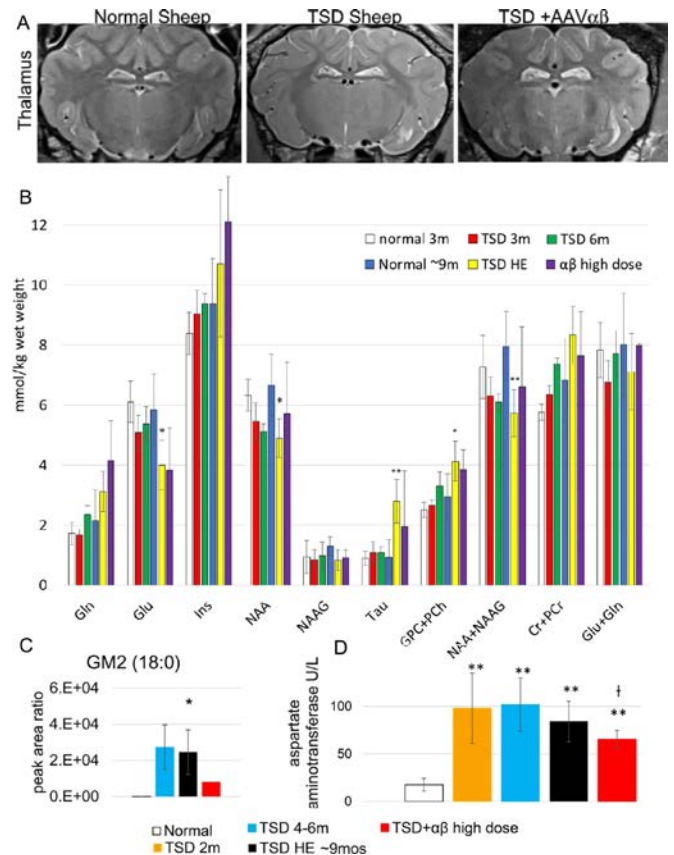 A
Normal Sheep
TSD Sheep
TSD +AAVαβ
Thalamus
B
mmol/kg wet weight
12
10
8
6
4
2
0
normal 3m
TSD 3m
TSD 6m
Normal ~9m
TSD HE
αβ high dose
*
*
**
*
**
Gln
Glu
Ins
NAA
NAAG
Tau
GPC+PCh
NAA+NAAG
Cr+PCr
Glu+Gln
C
GM2 (18:0)
peak area ratio
6.E+04
4.E+04
2.E+04
0.E+00
*
D
aspartate
aminotransferase U/L
100
50
0
**
**
**
ƚ
**
Normal
TSD 4-6m
TSD+αβ high dose
TSD 2m
TSD HE ~9mos